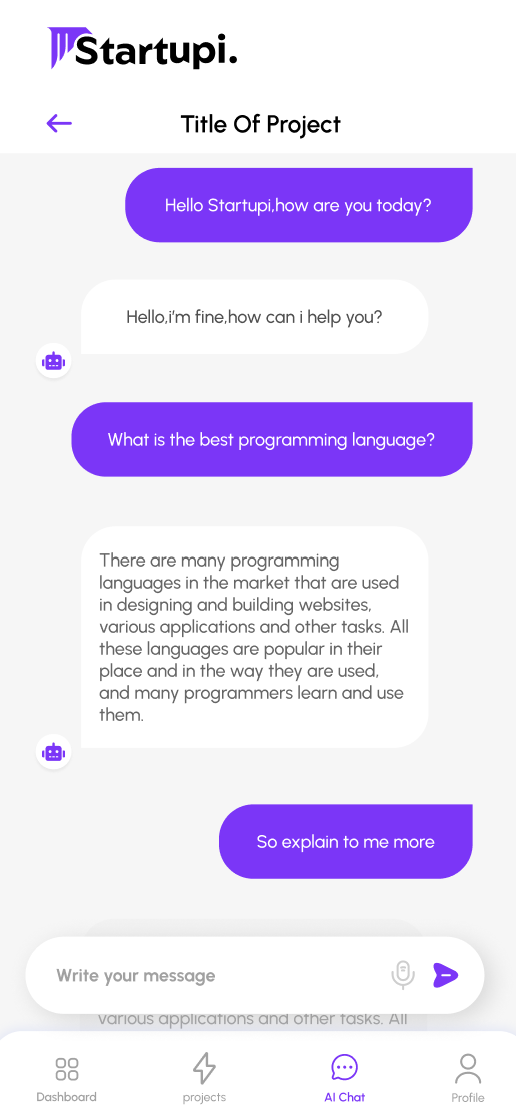 Startupi.
Title Of Project
Hello Startupi,how are you today?
Hello,i'm fine,how can i help you?
What is the best programming language?
There are many programming
languages in the market that are used
in designing and building websites,
various applications and other tasks. All
these languages are popular in their
place and in the way they are used,
and many programmers learn and use
them.
So explain to me more
Write your message
various applications and other tasks. All
Dashboard
projects
AI Chat
Profile